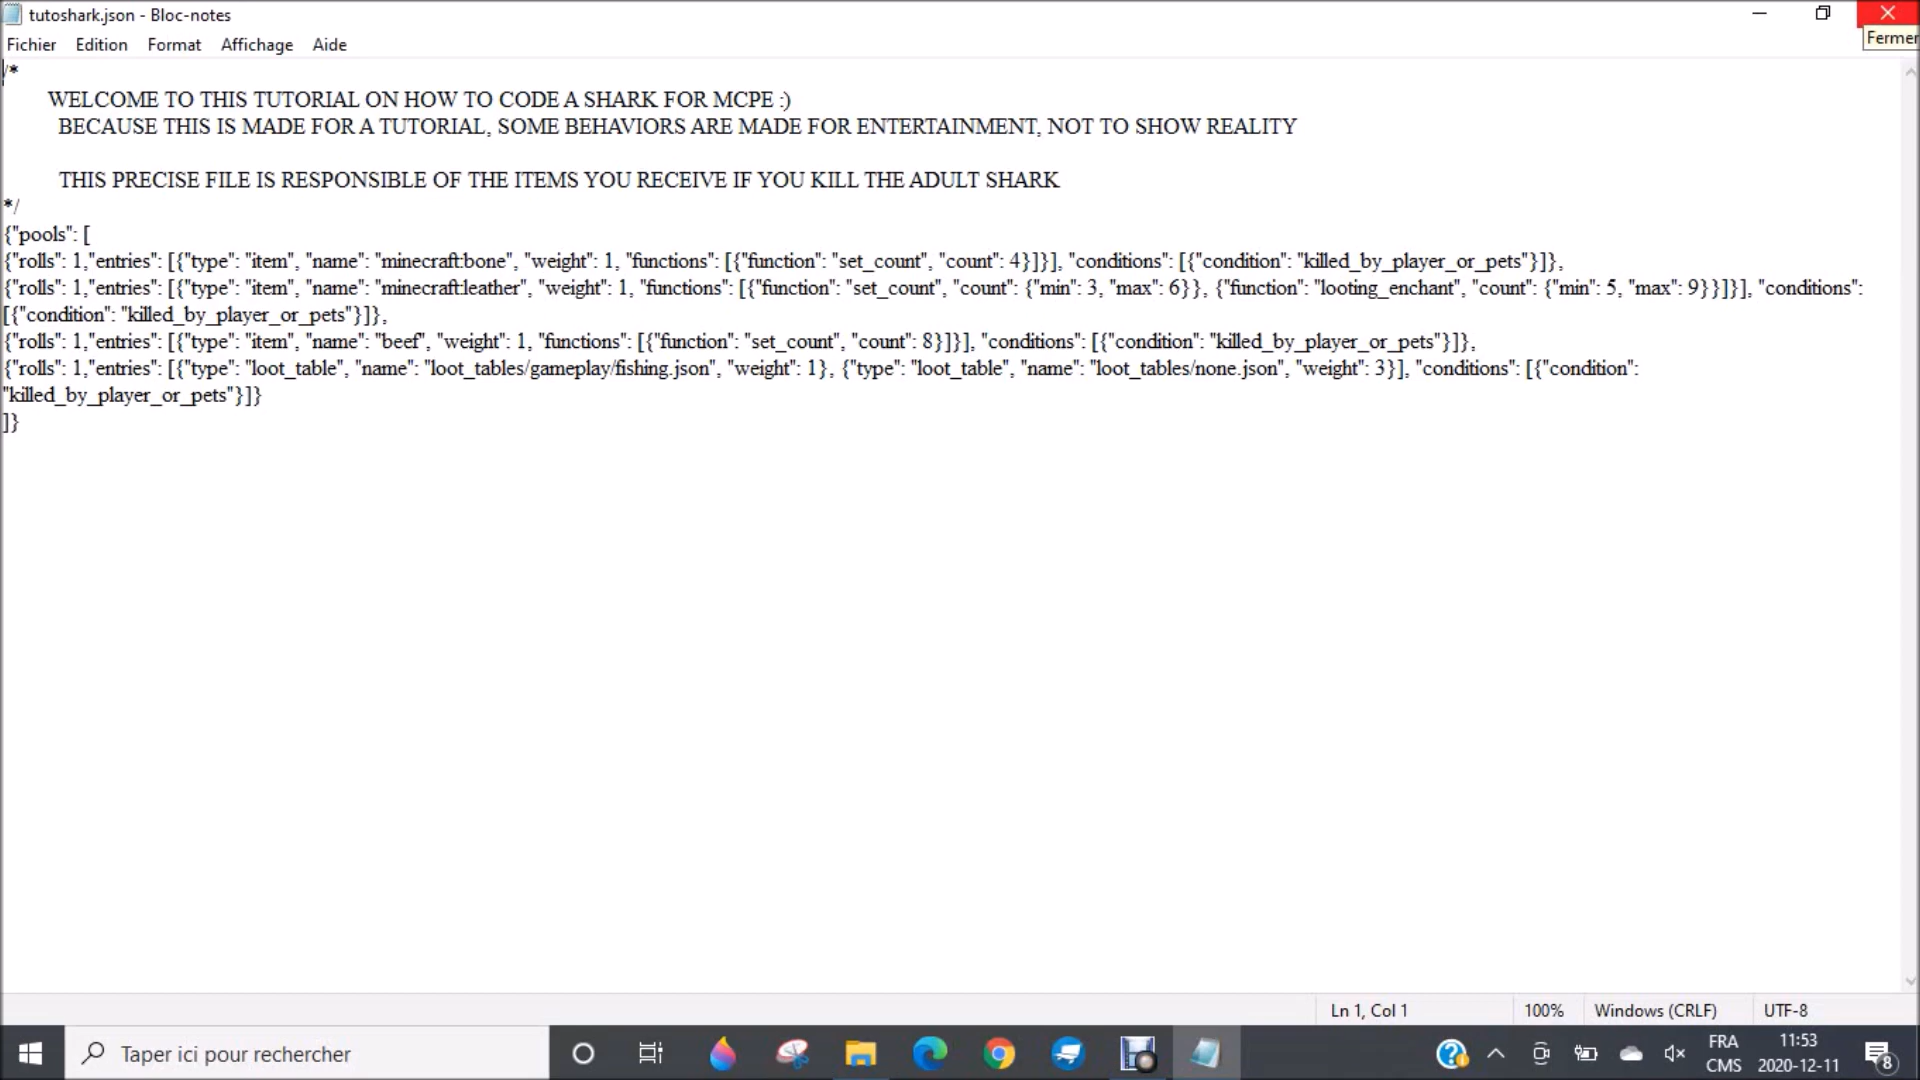 tutoshark.json - Bloc-notes
Fermer
Fichier Edition Format Affichage Aide
/*
WELCOME TO THIS TUTORIAL ON HOW TO CODE A SHARK FOR MCPE :)
BECAUSE THIS IS MADE FOR A TUTORIAL, SOME BEHAVIORS ARE MADE FOR ENTERTAINMENT, NOT TO SHOW REALITY
THIS PRECISE FILE IS RESPONSIBLE OF THE ITEMS YOU RECEIVE IF YOU KILL THE ADULT SHARK
*/
{"pools": [
{"rolls": 1,"entries": [{"type": "item", "name": "minecraft:bone", "weight": 1, "functions": [{"function": "set_count", "count": 4}]}], "conditions": [{"condition": "killed_by_player_or_pets"}]},
{"rolls": 1,"entries": [{"type": "item", "name": "minecraft:leather", "weight": 1, "functions": [{"function": "set_count", "count": {"min": 3, "max": 6}}, {"function": "looting_enchant", "count": {"min": 5, "max": 9}}]}], "conditions":
[{"condition": "killed_by_player_or_pets"}]},
{"rolls": 1,"entries": [{"type": "item", "name": "beef", "weight": 1, "functions": [{"function": "set_count", "count": 8}]}], "conditions": [{"condition": "killed_by_player_or_pets"}]},
{"rolls": 1,"entries": [{"type": "loot_table", "name": "loot_tables/gameplay/fishing.json", "weight": 1}, {"type": "loot_table", "name": "loot_tables/none.json", "weight": 3}], "conditions": [{"condition":
"killed_by_player_or_pets"}]}
]}
Ln 1, Col 1 100% Windows (CRLF) UTF-8
Taper ici pour rechercher
FRA 11:53
CMS 2020-12-11 8